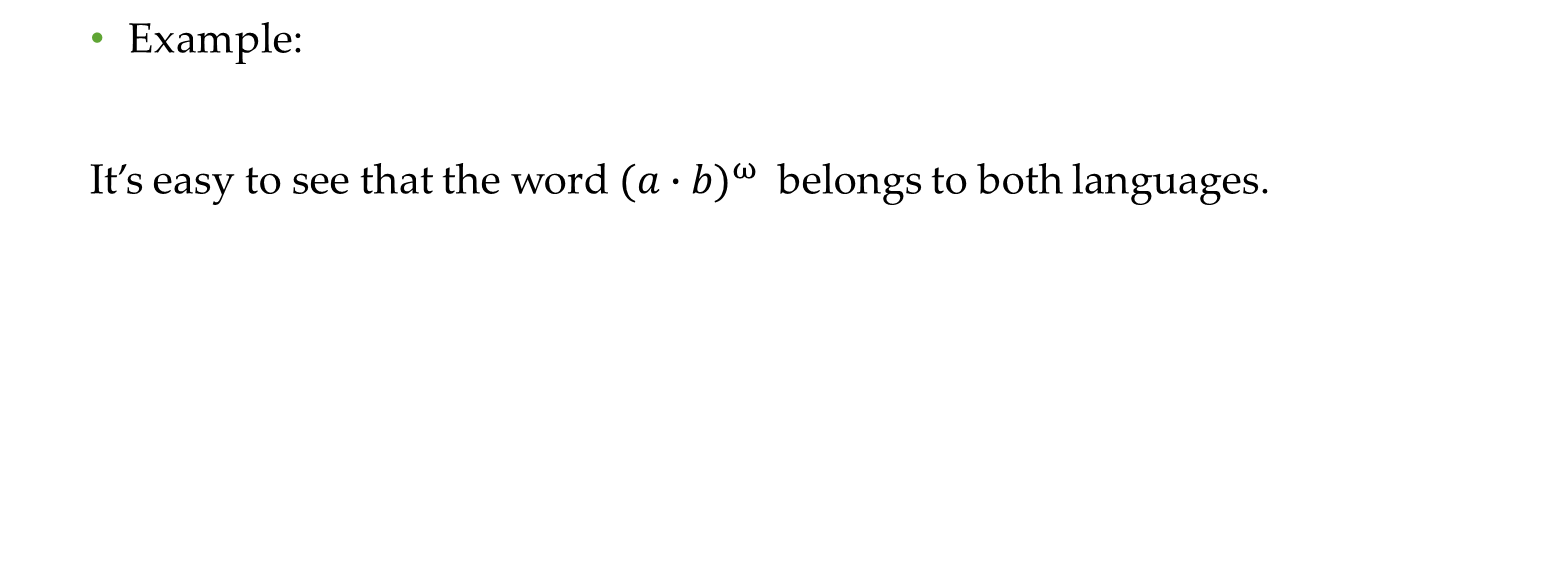 • Example:
It’s easy to see that the word (𝑎 · 𝑏)^ω belongs to both languages.